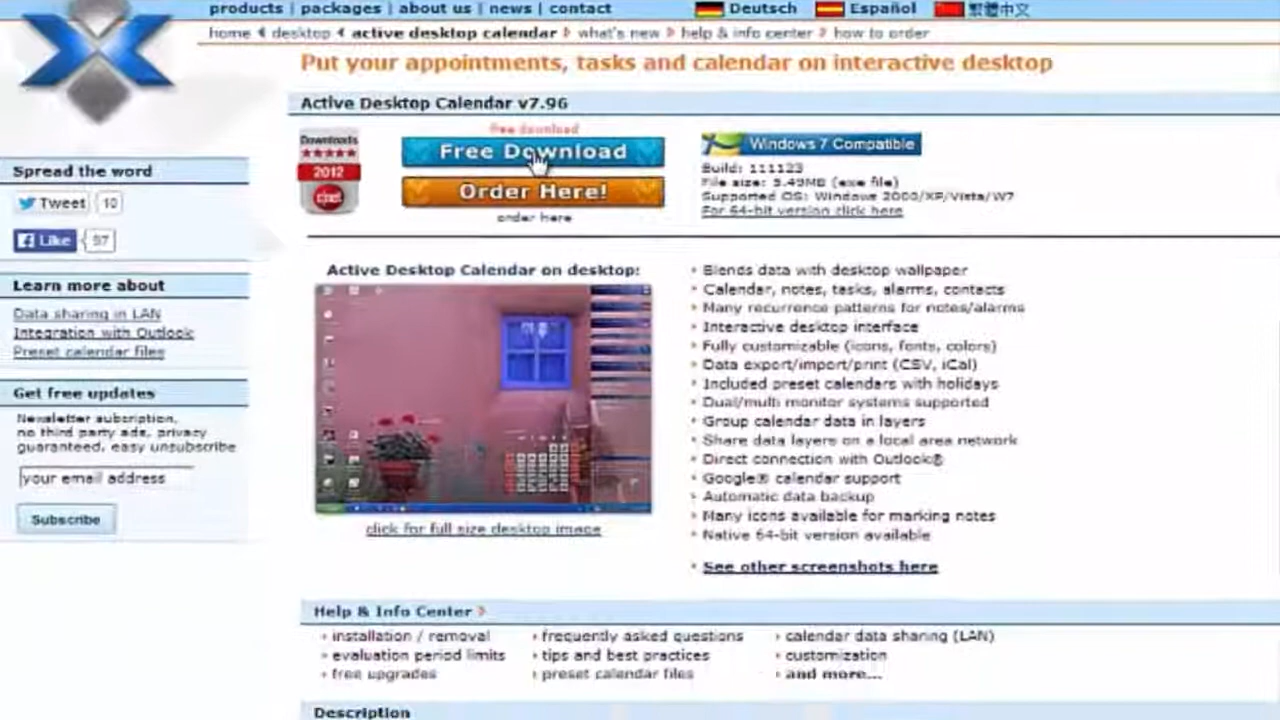 products | packages | about us | news | contact
Deutsch
Español
繁體中文
home desktop active desktop calendar what's new help & info center how to order
Put your appointments, tasks and calendar on interactive desktop
Active Desktop Calendar v7.96
Downloads
2012
cnet
free download
Free Download
Order Here!
order here
Windows 7 Compatible
Build: 111123
File size: 9.49MB (exe file)
Supported OS: Windows 2000/XP/Vista/W7
For 64-bit version click here
Spread the word
Tweet 10
Like 97
Learn more about
Data sharing in LAN
Integration with Outlook
Preset calendar files
Get free updates
Newsletter subcription,
no third party ads, privacy
guaranteed, easy unsubscribe
your email address
Subscribe
Active Desktop Calendar on desktop:
click for full size desktop image
Blends data with desktop wallpaper
Calendar, notes, tasks, alarms, contacts
Many recurrence patterns for notes/alarms
Interactive desktop interface
Fully customizable (icons, fonts, colors)
Data export/import/print (CSV, iCal)
Included preset calendars with holidays
Dual/multi monitor systems supported
Group calendar data in layers
Share data layers on a local area network
Direct connection with Outlook®
Google® calendar support
Automatic data backup
Many icons available for marking notes
Native 64-bit version available
See other screenshots here
Help & Info Center
installation / removal
evaluation period limits
free upgrades
frequently asked questions
tips and best practices
preset calendar files
calendar data sharing (LAN)
customization
and more...
Description